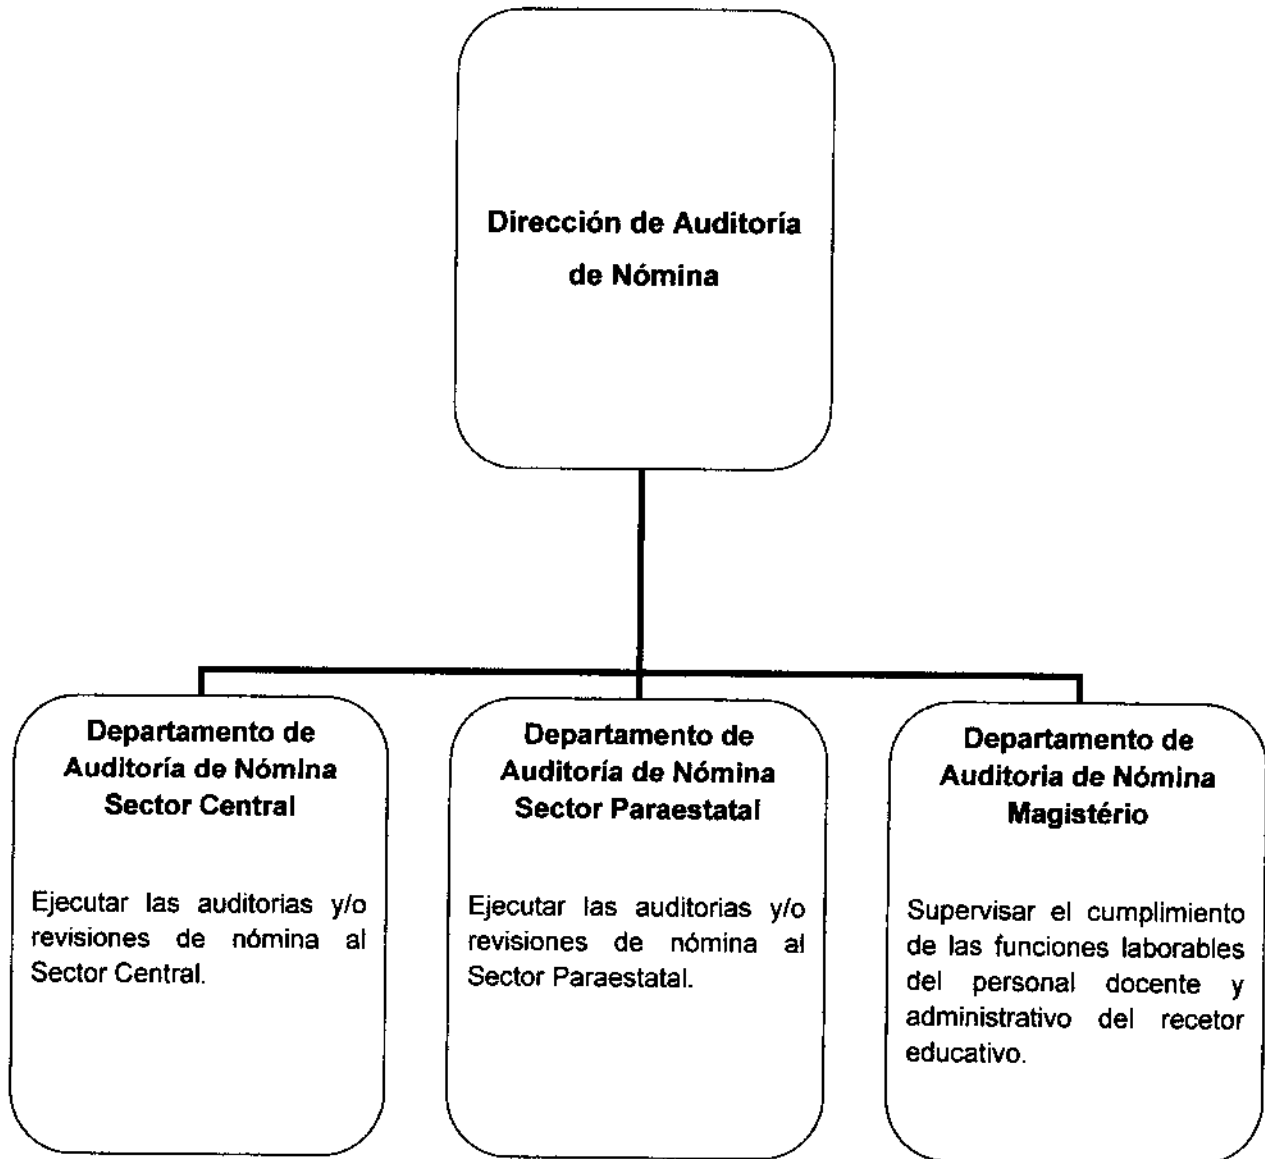 Dirección de Auditoría
de Nómina
Departamento de
Auditoría de Nómina
Sector Central
Ejecutar las auditorias y/o
revisiones de nómina al
Sector Central.
Departamento de
Auditoría de Nómina
Sector Paraestatal
Ejecutar las auditorias y/o
revisiones de nómina al
Sector Paraestatal.
Departamento de
Auditoria de Nómina
Magistério
Supervisar el cumplimiento
de las funciones laborables
del personal docente y
administrativo del recetor
educativo.